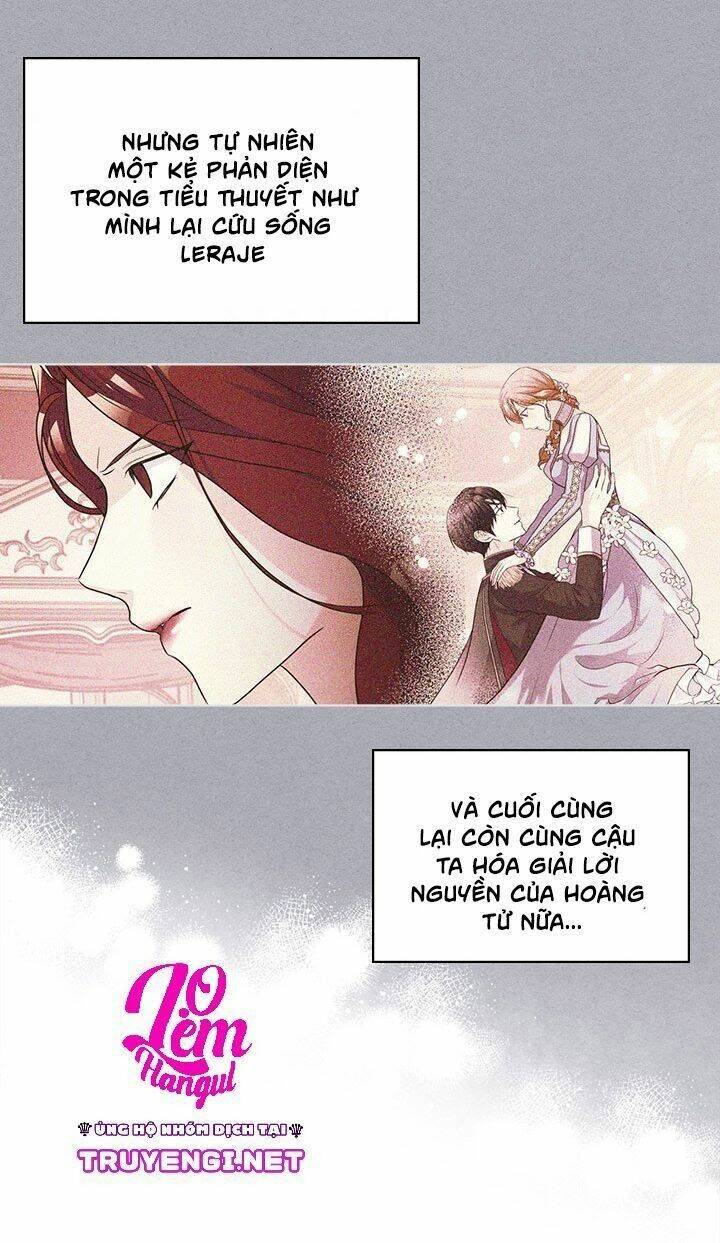 NHƯNG TỰ NHIÊN
MỘT KẺ PHẢN DIỆN
TRONG TIỂU THUYẾT NHƯ
MÌNH LẠI CỨU SỐNG
LERAJE
VÀ CUỐI CÙNG
LẠI CÒN CÙNG CẬU
TA HÓA GIẢI LỜI
NGUYỀN CỦA HOÀNG
TỬ NỮA...
LO
LEM
HANGUL
ỦNG HỘ NHÓM DỊCH TẠI
TRUYENGI.NET